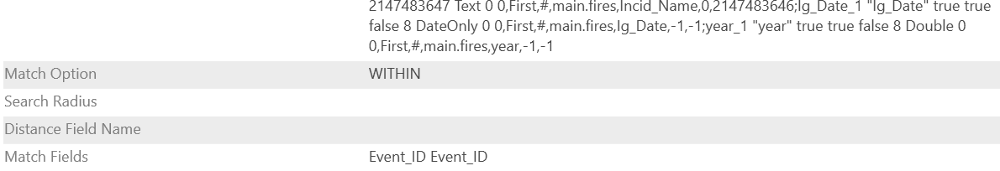 2147483647 Text 0 0,First,#,main.fires,Incid_Name,0,2147483646;Ig_Date_1 "Ig_Date" true true
false 8 DateOnly 0 0,First,#,main.fires,Ig_Date,-1,-1;year_1 "year" true true false 8 Double 0
0,First,#,main.fires,year,-1,-1
Match Option WITHIN
Search Radius
Distance Field Name
Match Fields Event_ID Event_ID